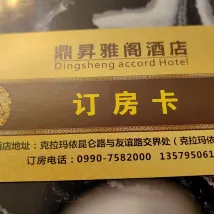 鼎昇雅阁酒店
Dingsheng accord Hotel
订房卡
酒店地址：克拉玛依昆仑路与友谊路交界处（克拉玛依
订房电话：0990-7582000 135795061